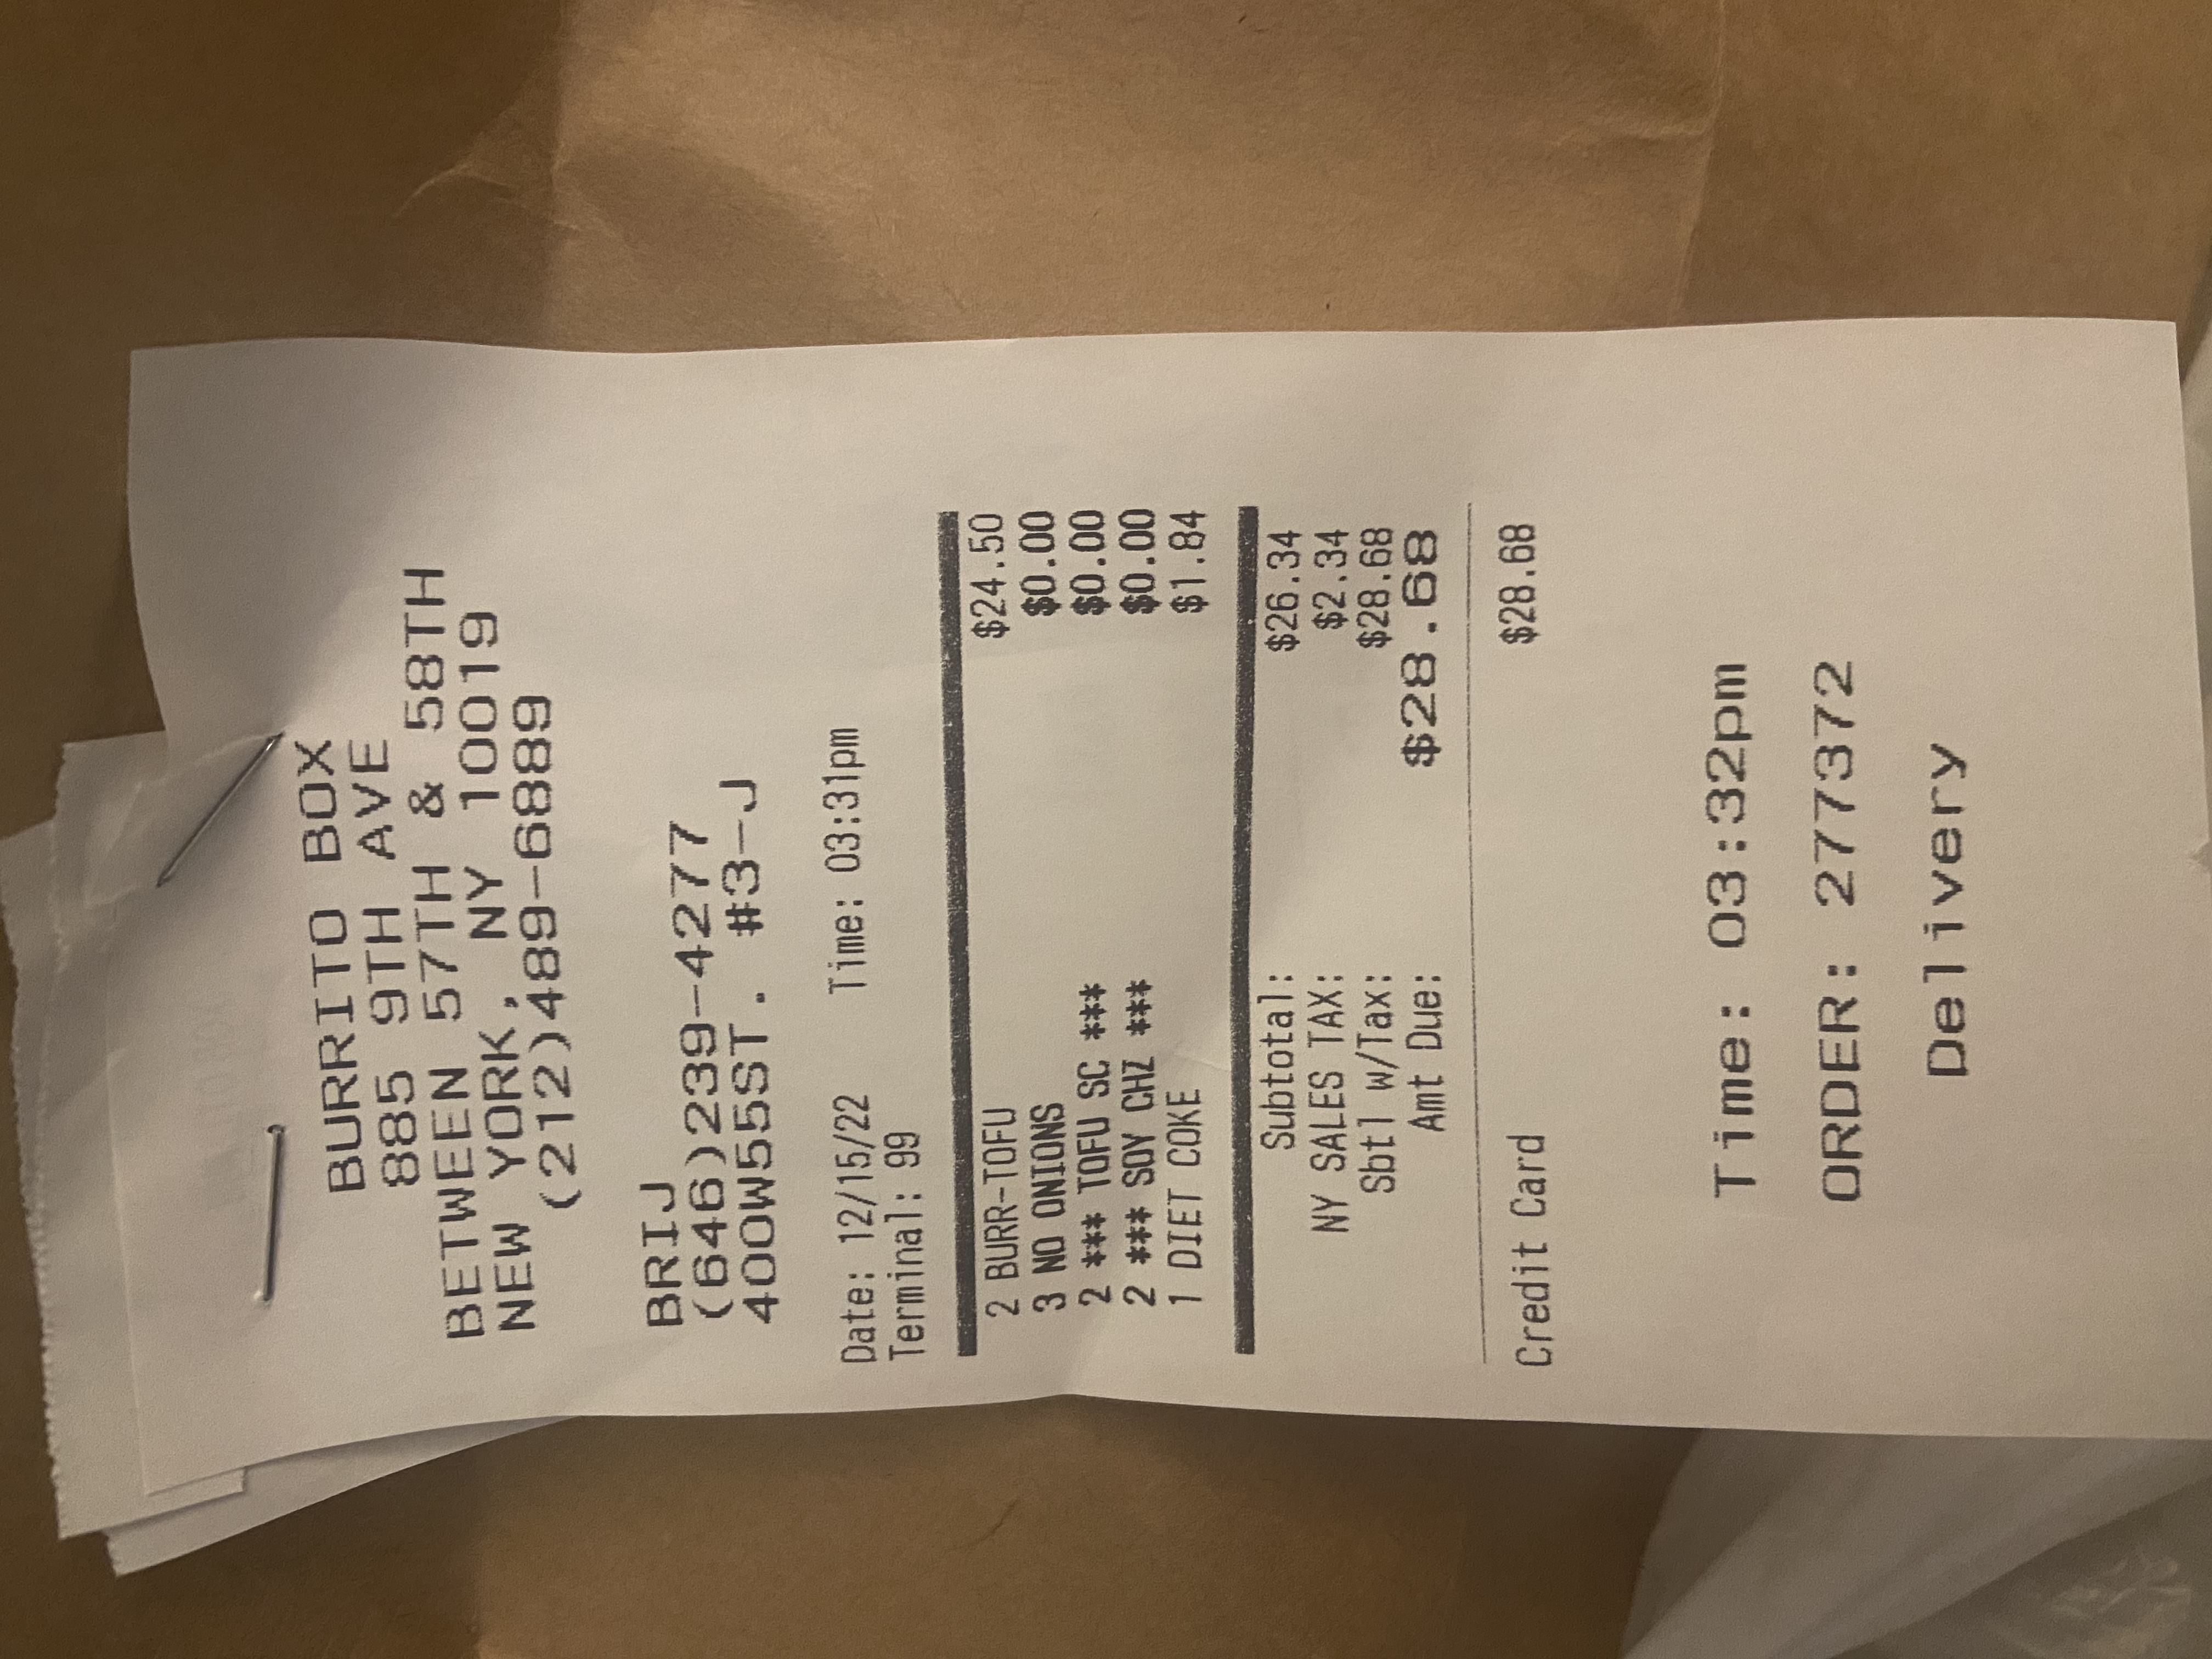 BURRITO BOX
885 9TH AVE
BETWEEN 57TH & 58TH
NEW YORK, NY 10019
(212)489-6889
BRIJ
(646)239-4277
400W55ST. #3-J
Date: 12/15/22 Time: 03:31pm
Terminal: 99
2 BURR-TOFU $24.50
3 NO ONIONS $0.00
2 *** TOFU SC *** $0.00
2 *** SOY CHZ *** $0.00
1 DIET COKE $1.84
Subtotal: $26.34
NY SALES TAX: $2.34
Sbtl w/Tax: $28.68
Amt Due: $28.68
Credit Card $28.68
Time: 03:32pm
ORDER: 277372
Delivery